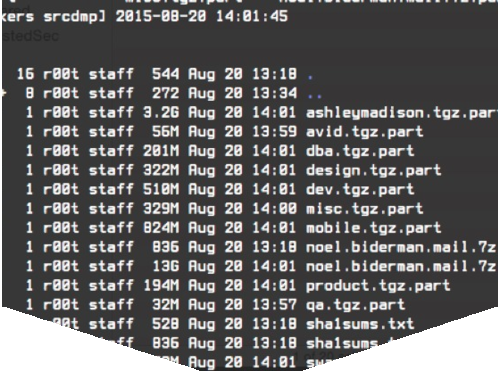 kers srcdmp] 2015-08-20 14:01:45
stedSec
16 r00t staff 544 Aug 20 13:18 .
8 r00t staff 272 Aug 20 13:34 ..
1 r00t staff 3.2G Aug 20 14:01 ashleymadison.tgz.par
1 r00t staff 56M Aug 20 13:59 avid.tgz.part
1 r00t staff 201M Aug 20 14:01 dba.tgz.part
1 r00t staff 322M Aug 20 14:01 design.tgz.part
1 r00t staff 510M Aug 20 14:01 dev.tgz.part
1 r00t staff 329M Aug 20 14:00 misc.tgz.part
1 r00t staff 824M Aug 20 14:01 mobile.tgz.part
1 r00t staff 836 Aug 20 13:18 noel.biderman.mail.7z
1 r00t staff 13G Aug 20 14:01 noel.biderman.mail.7z
1 r00t staff 194M Aug 20 14:01 product.tgz.part
1 r00t staff 32M Aug 20 13:57 qa.tgz.part
r00t staff 528 Aug 20 13:18 sha1sums.txt
staff 836 Aug 20 13:18 sha1sums.
Aug 20 14:01